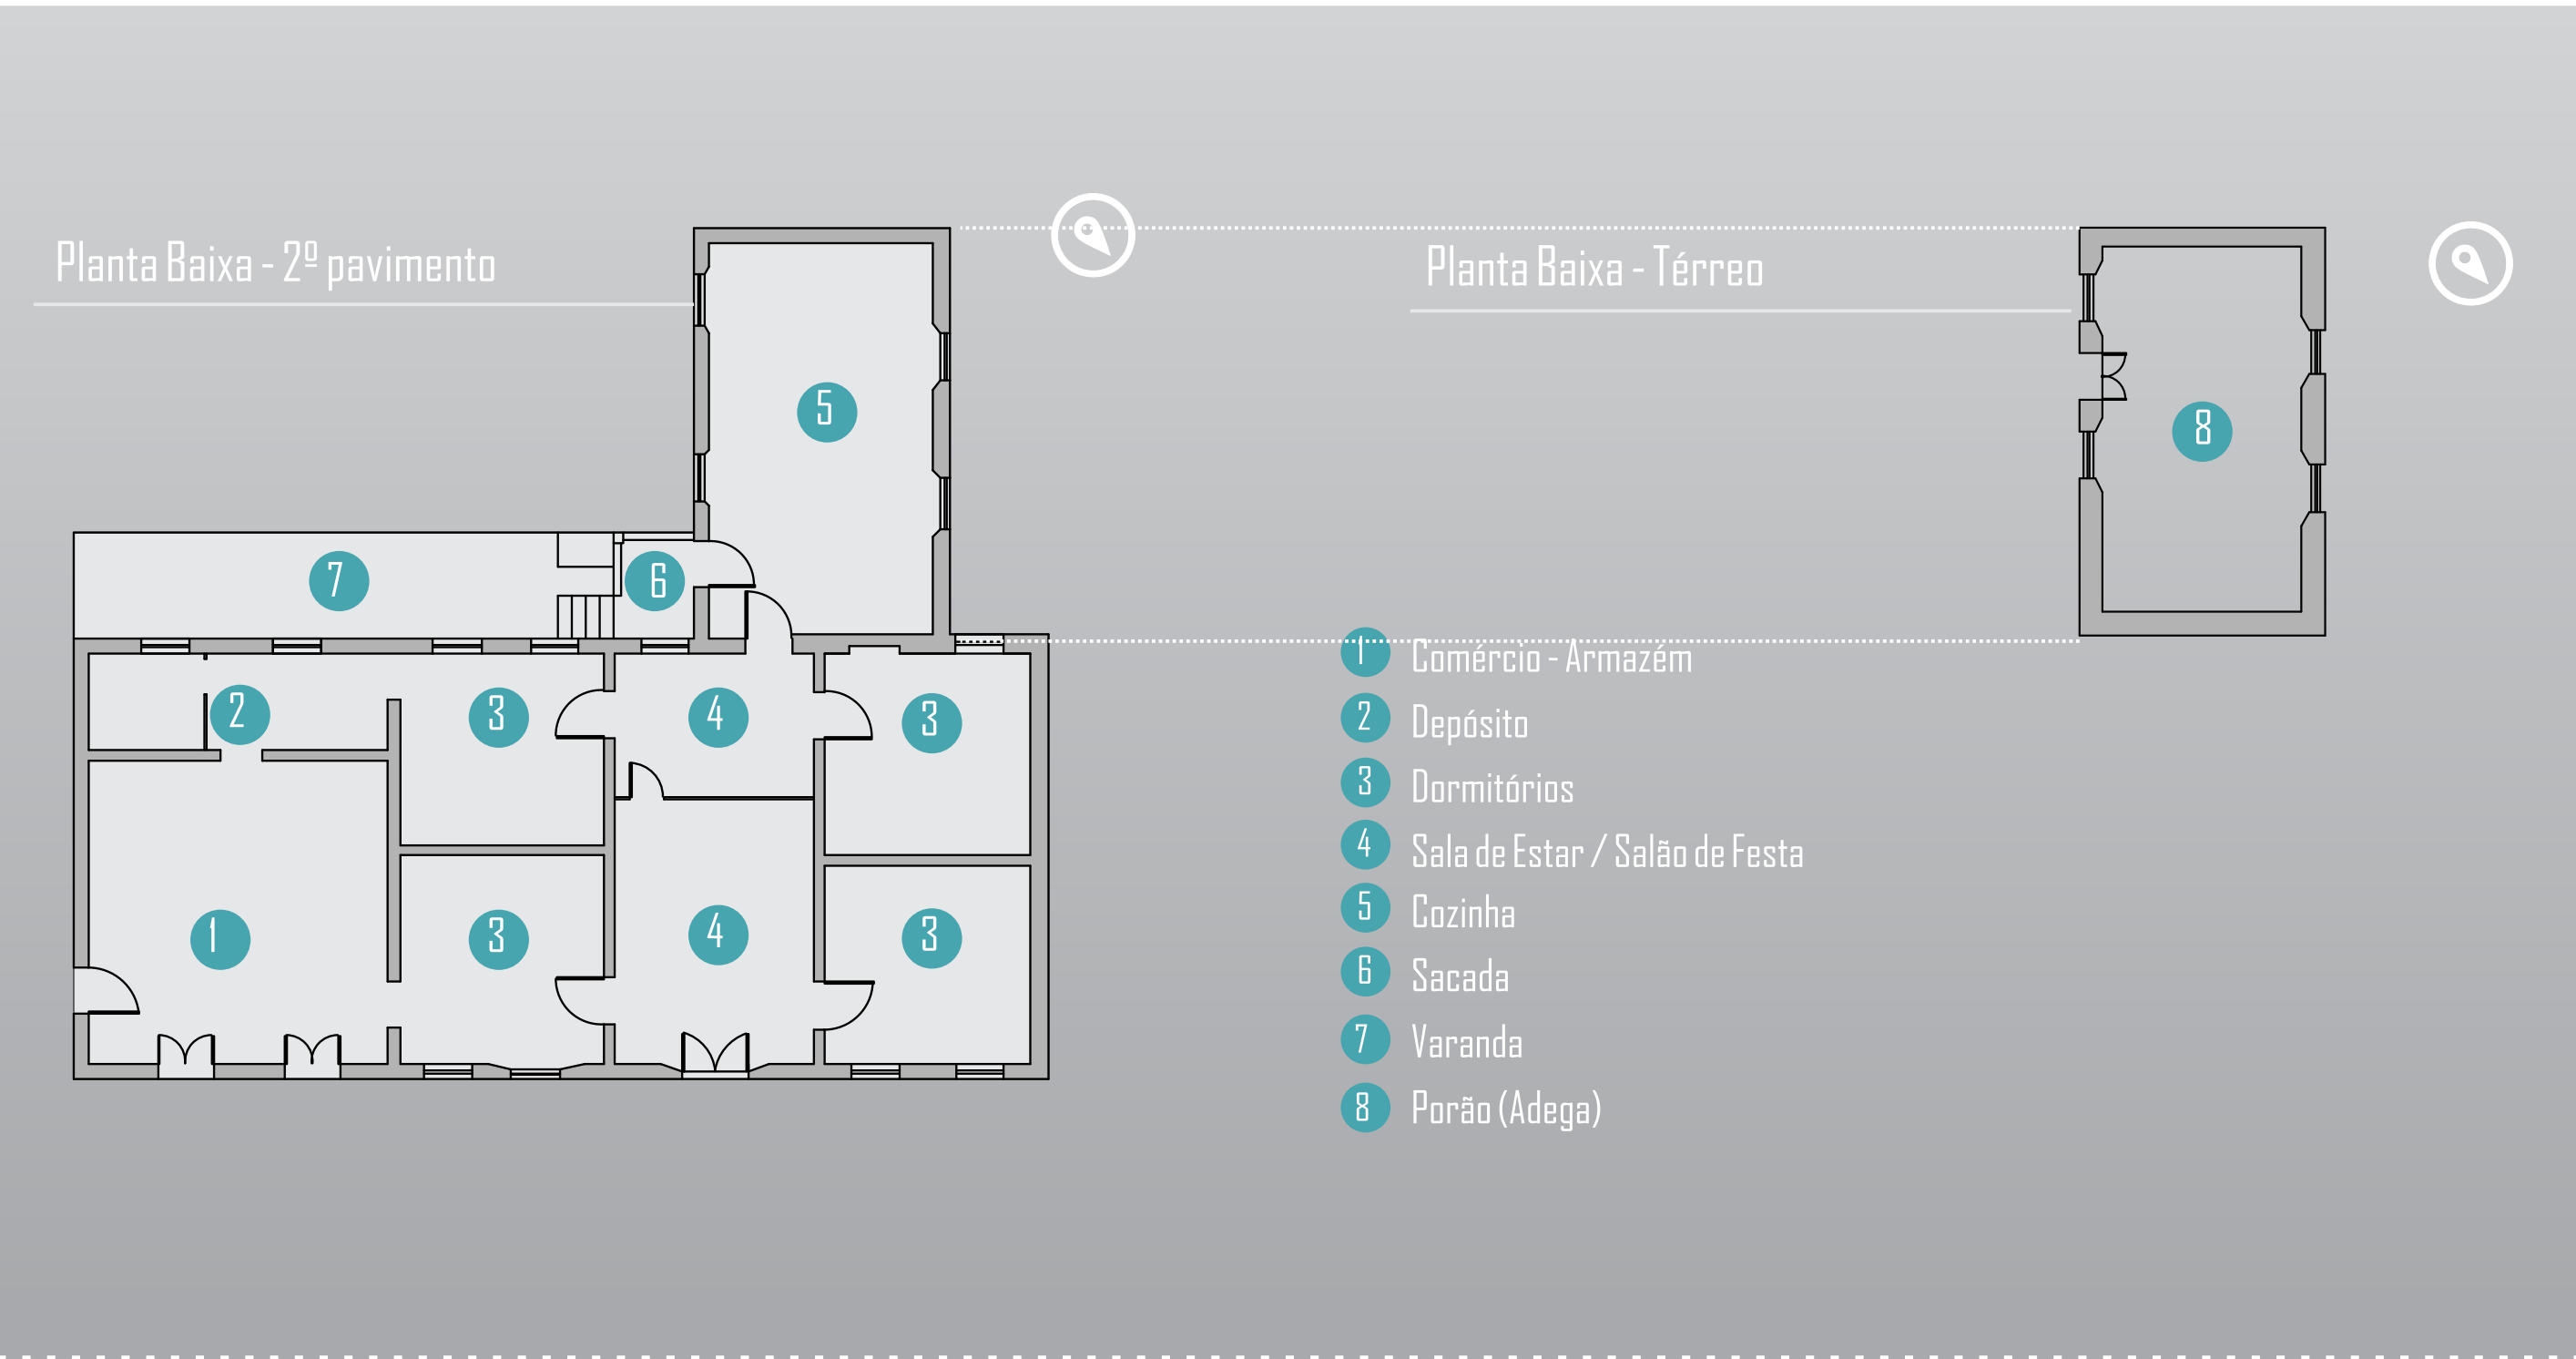 Planta Baixa - 2º pavimento
Planta Baixa - Térreo
5
8
7
6
2
3
4
3
1
3
4
3
1 Comércio - Armazém
2 Depósito
3 Dormitórios
4 Sala de Estar / Salão de Festa
5 Cozinha
6 Sacada
7 Varanda
8 Porão (Adega)